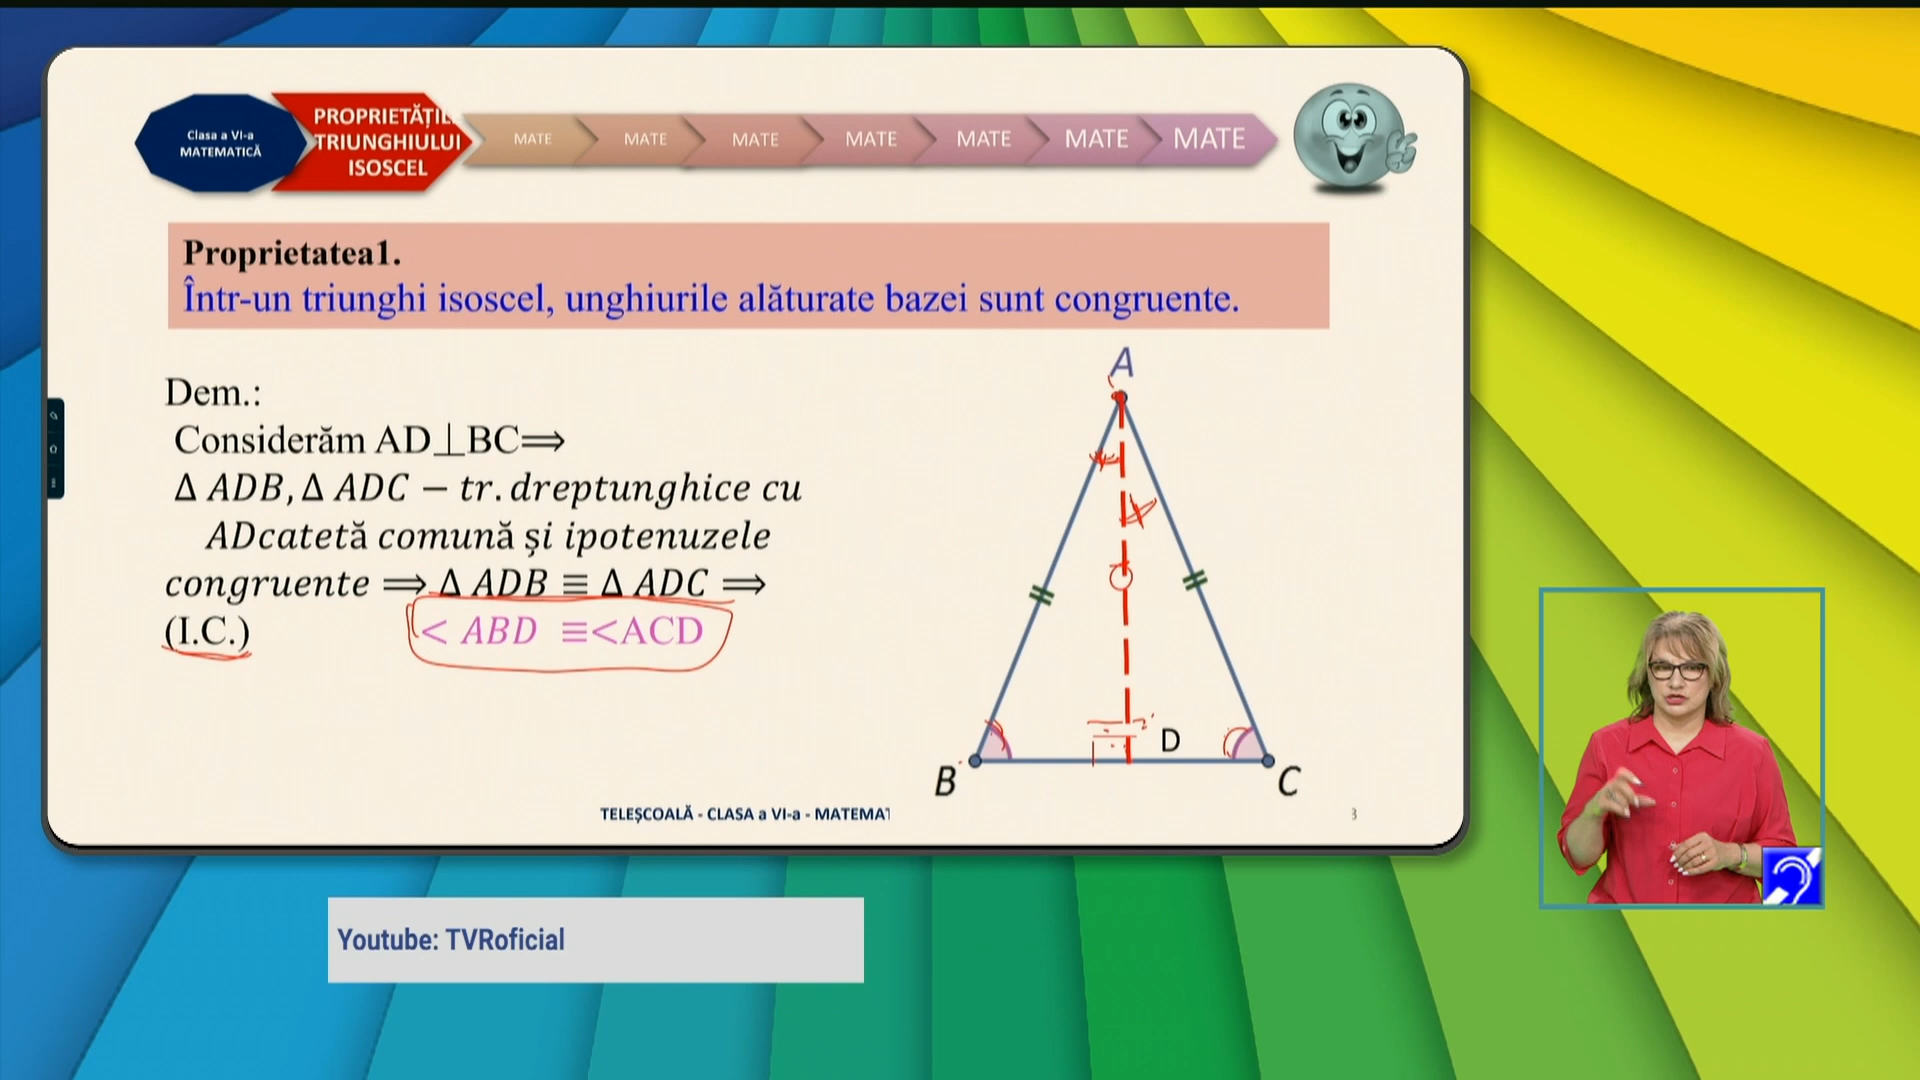 Clasa a VI-a
MATEMATICĂ
PROPRIETĂȚILE
TRIUNGHIULUI
ISOSCEL
MATE MATE MATE MATE MATE MATE MATE
Proprietatea1.
Într-un triunghi isoscel, unghiurile alăturate bazei sunt congruente.
Dem.:
Considerăm AD⊥BC⟹
Δ ADB, Δ ADC − tr. dreptunghice cu
ADcatetă comună și ipotenuzele
congruente ⟹ Δ ADB ≡ Δ ADC ⟹
(I.C.) < ABD ≡<ACD
A
D
B
C
TELEȘCOALĂ - CLASA a VI-a - MATEMAT
3
Youtube: TVRoficial